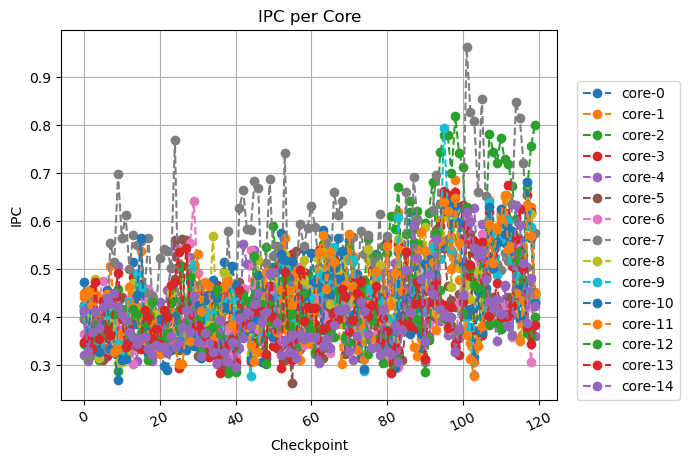 IPC per Core
IPC
0.9
0.8
0.7
0.6
0.5
0.4
0.3
0 20 40 60 80 100 120
Checkpoint
core-0
core-1
core-2
core-3
core-4
core-5
core-6
core-7
core-8
core-9
core-10
core-11
core-12
core-13
core-14